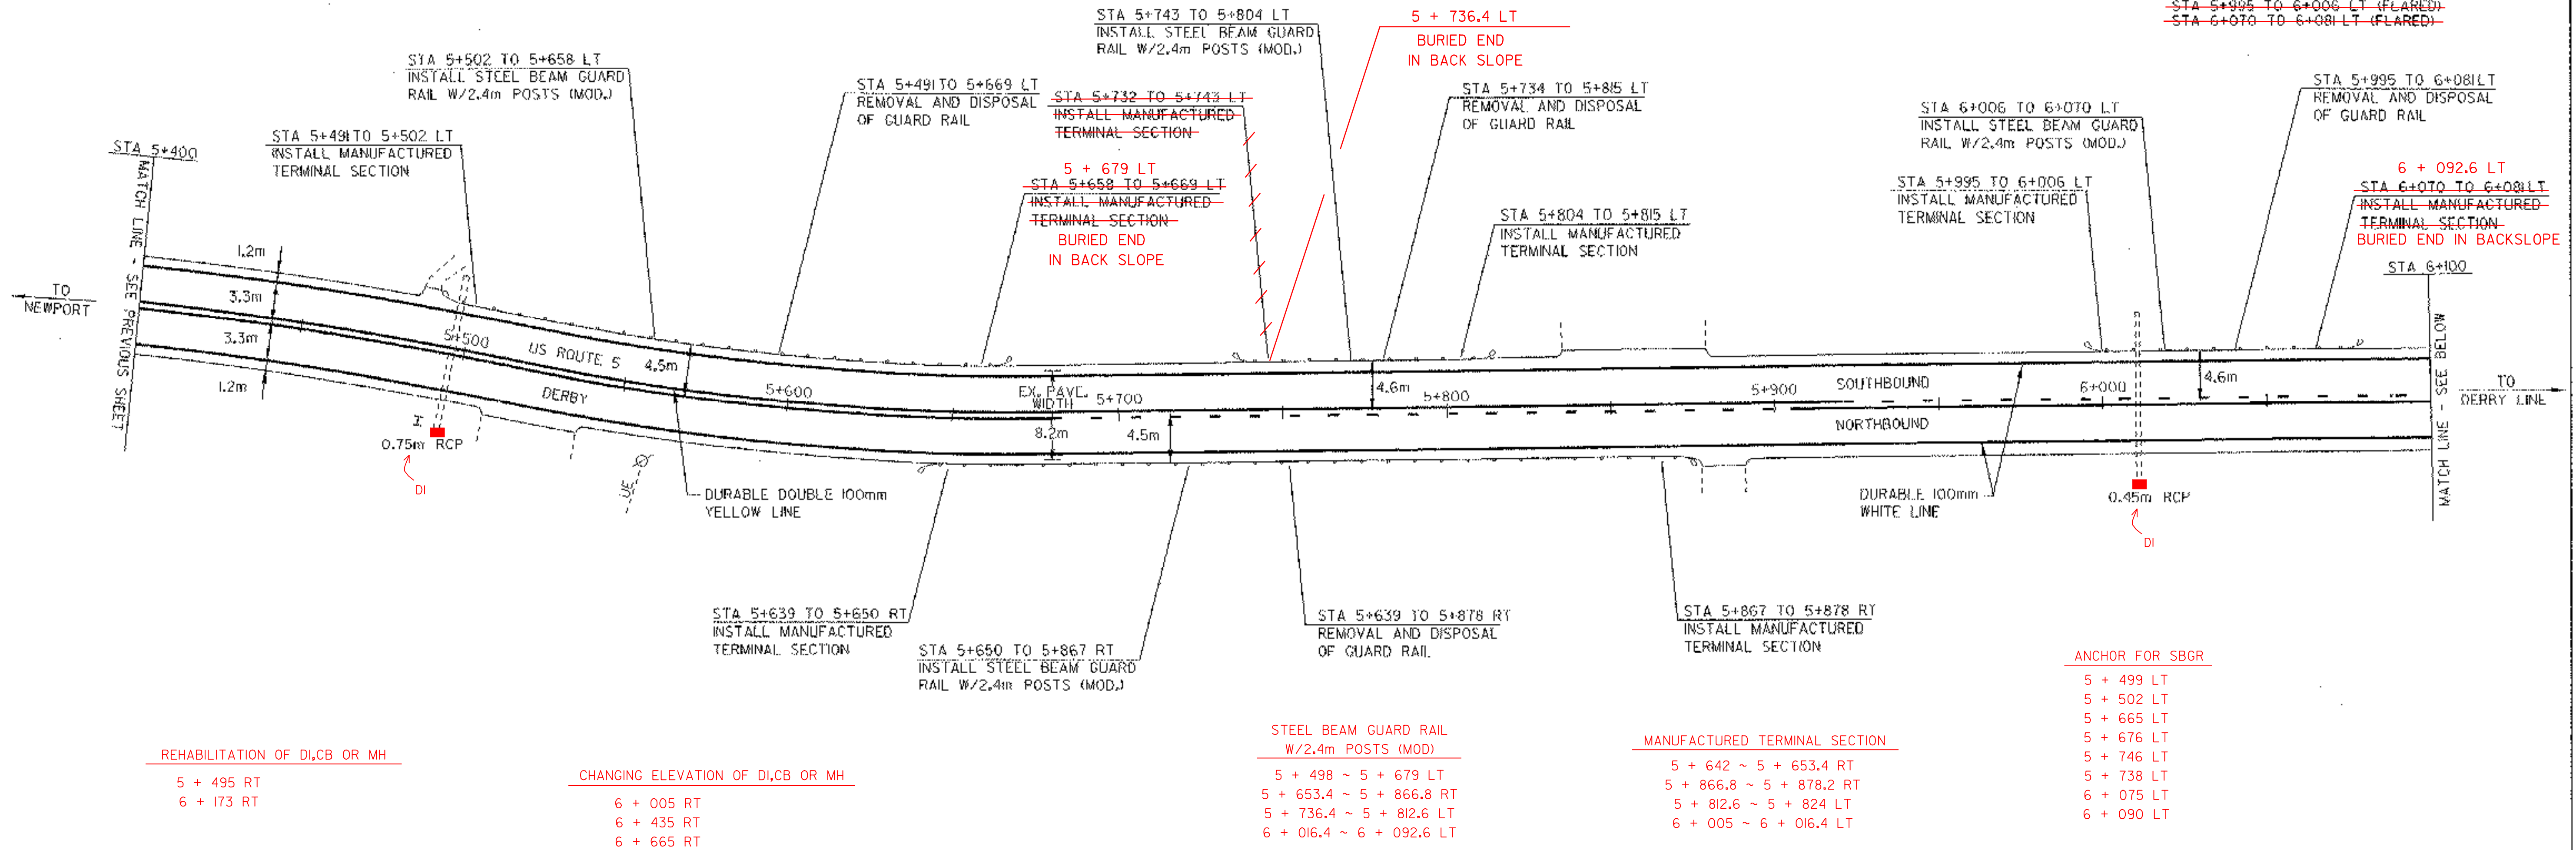 STA 5+995 TO 6+006 LT (FLARED)
STA 6+070 TO 6+081 LT (FLARED)
STA 5+743 TO 5+804 LT
INSTALL STEEL BEAM GUARD
RAIL W/2.4m POSTS (MOD.)
5 + 736.4 LT
BURIED END
IN BACK SLOPE
STA 5+502 TO 5+658 LT
INSTALL STEEL BEAM GUARD
RAIL W/2.4m POSTS (MOD.)
STA 5+491 TO 5+669 LT
REMOVAL AND DISPOSAL
OF GUARD RAIL
STA 5+732 TO 5+743 LT
INSTALL MANUFACTURED
TERMINAL SECTION
STA 5+734 TO 5+815 LT
REMOVAL AND DISPOSAL
OF GUARD RAIL
STA 6+006 TO 6+070 LT
INSTALL STEEL BEAM GUARD
RAIL W/2.4m POSTS (MOD.)
STA 5+995 TO 6+081 LT
REMOVAL AND DISPOSAL
OF GUARD RAIL
STA 5+400
MATCH LINE - SEE PREVIOUS SHEET
STA 5+491 TO 5+502 LT
INSTALL MANUFACTURED
TERMINAL SECTION
5 + 679 LT
STA 5+658 TO 5+669 LT
INSTALL MANUFACTURED
TERMINAL SECTION
BURIED END
IN BACK SLOPE
STA 5+804 TO 5+815 LT
INSTALL MANUFACTURED
TERMINAL SECTION
STA 5+995 TO 6+006 LT
INSTALL MANUFACTURED
TERMINAL SECTION
6 + 092.6 LT
STA 6+070 TO 6+081 LT
INSTALL MANUFACTURED
TERMINAL SECTION
BURIED END IN BACKSLOPE
STA 6+100
MATCH LINE - SEE BELOW
TO
NEWPORT
TO
DERBY LINE
1.2m
3.3m
3.3m
1.2m
5+500
US ROUTE 5
DERBY
4.5m
5+600
EX. PAVE.
WIDTH
8.2m
5+700
4.5m
4.6m
5+800
5+900
SOUTHBOUND
NORTHBOUND
6+000
4.6m
0.75m RCP
DI
UE
DURABLE DOUBLE 100mm
YELLOW LINE
DURABLE 100mm
WHITE LINE
0.45m RCP
DI
STA 5+639 TO 5+650 RT
INSTALL MANUFACTURED
TERMINAL SECTION
STA 5+650 TO 5+867 RT
INSTALL STEEL BEAM GUARD
RAIL W/2.4m POSTS (MOD.)
STA 5+639 TO 5+878 RT
REMOVAL AND DISPOSAL
OF GUARD RAIL
STA 5+867 TO 5+878 RT
INSTALL MANUFACTURED
TERMINAL SECTION
REHABILITATION OF DI,CB OR MH
5 + 495 RT
6 + 173 RT
CHANGING ELEVATION OF DI,CB OR MH
6 + 005 RT
6 + 435 RT
6 + 665 RT
STEEL BEAM GUARD RAIL
W/2.4m POSTS (MOD)
5 + 498 ~ 5 + 679 LT
5 + 653.4 ~ 5 + 866.8 RT
5 + 736.4 ~ 5 + 812.6 LT
6 + 016.4 ~ 6 + 092.6 LT
MANUFACTURED TERMINAL SECTION
5 + 642 ~ 5 + 653.4 RT
5 + 866.8 ~ 5 + 878.2 RT
5 + 812.6 ~ 5 + 824 LT
6 + 005 ~ 6 + 016.4 LT
ANCHOR FOR SBGR
5 + 499 LT
5 + 502 LT
5 + 665 LT
5 + 676 LT
5 + 746 LT
5 + 738 LT
6 + 075 LT
6 + 090 LT